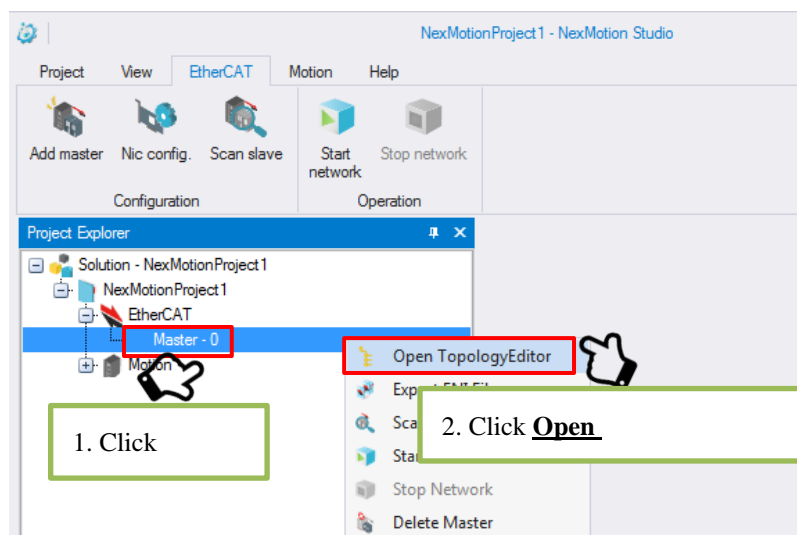 NexMotionProject1 - NexMotion Studio
Project View EtherCAT Motion Help
Add master Nic config. Scan slave Start network Stop network
Configuration Operation
Project Explorer
Solution - NexMotionProject1
NexMotionProject1
EtherCAT
Master - 0
Motion
Open TopologyEditor
1. Click
2. Click Open
Stop Network
Delete Master